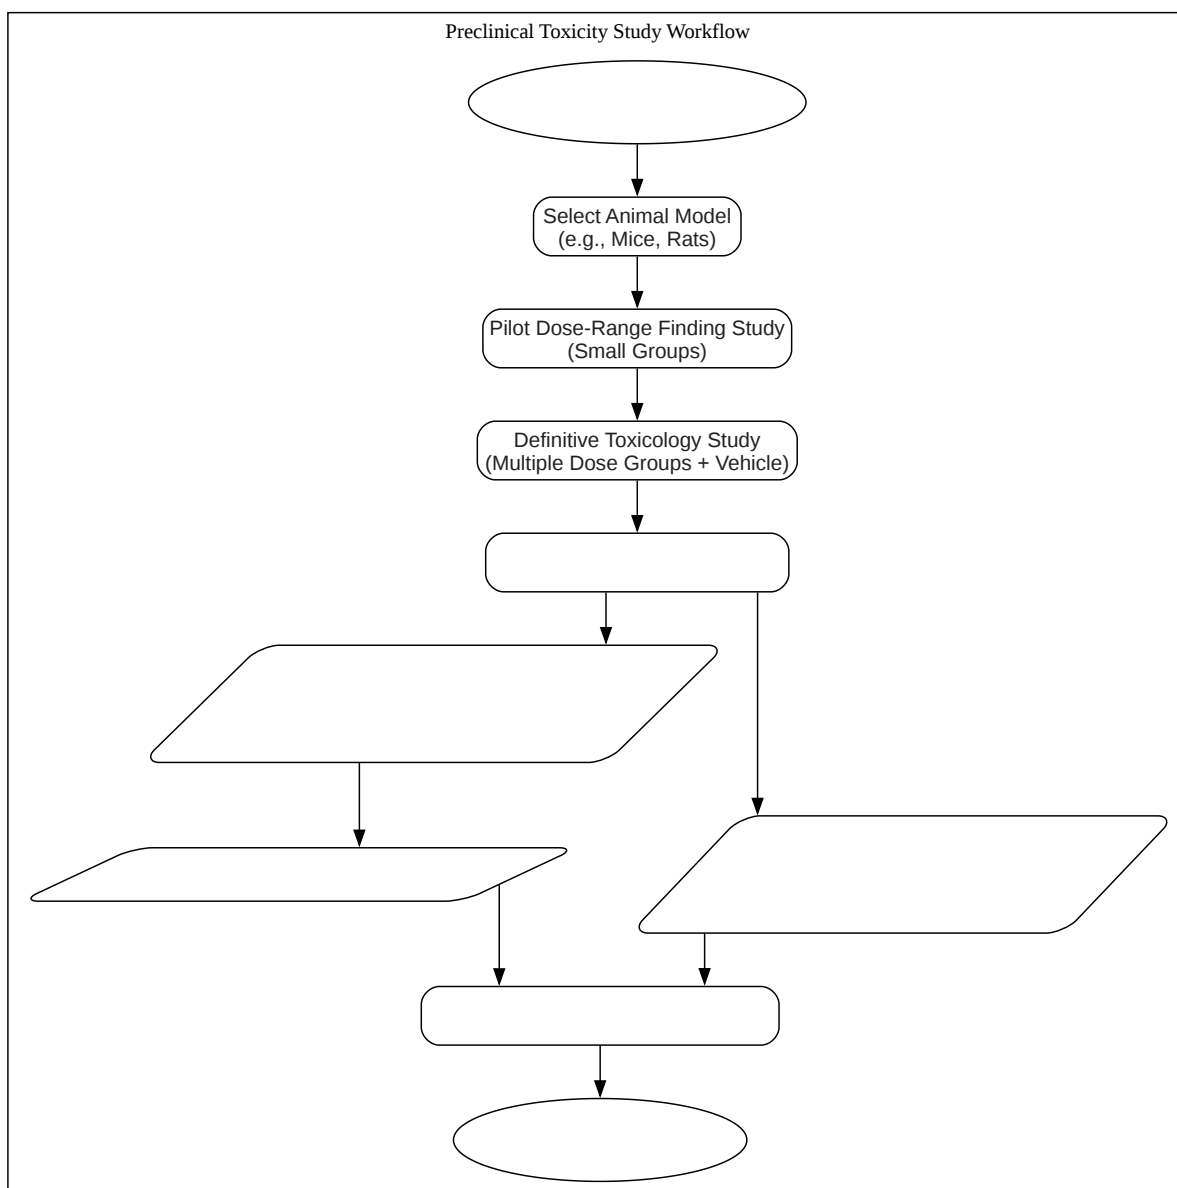 Preclinical Toxicity Study Workflow
Select Animal Model
(e.g., Mice, Rats)
Pilot Dose-Range Finding Study
(Small Groups)
Definitive Toxicology Study
(Multiple Dose Groups + Vehicle)